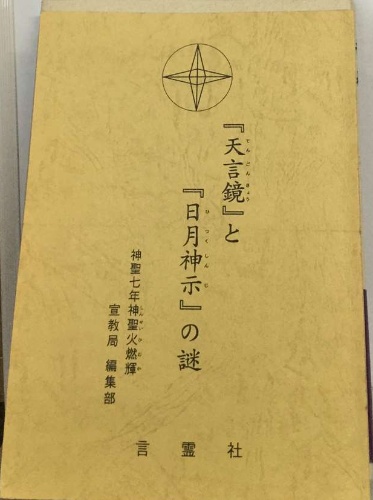 『天言鏡』と
『日月神示』の謎
神聖七年神聖火燃輝
宣教局 編集部
言霊社